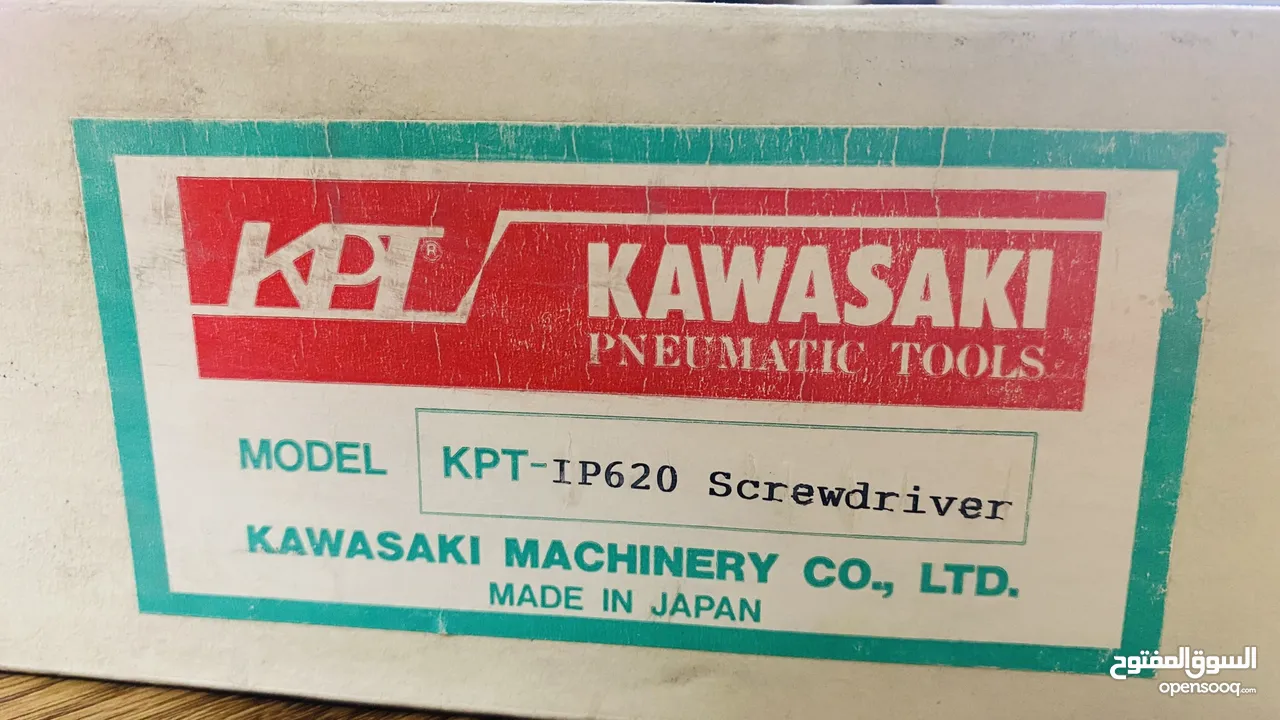 KPT®
KAWASAKI
PNEUMATIC TOOLS
MODEL KPT-IP620 Screwdriver
KAWASAKI MACHINERY CO., LTD.
MADE IN JAPAN
السوق المفتوح
opensooq.com